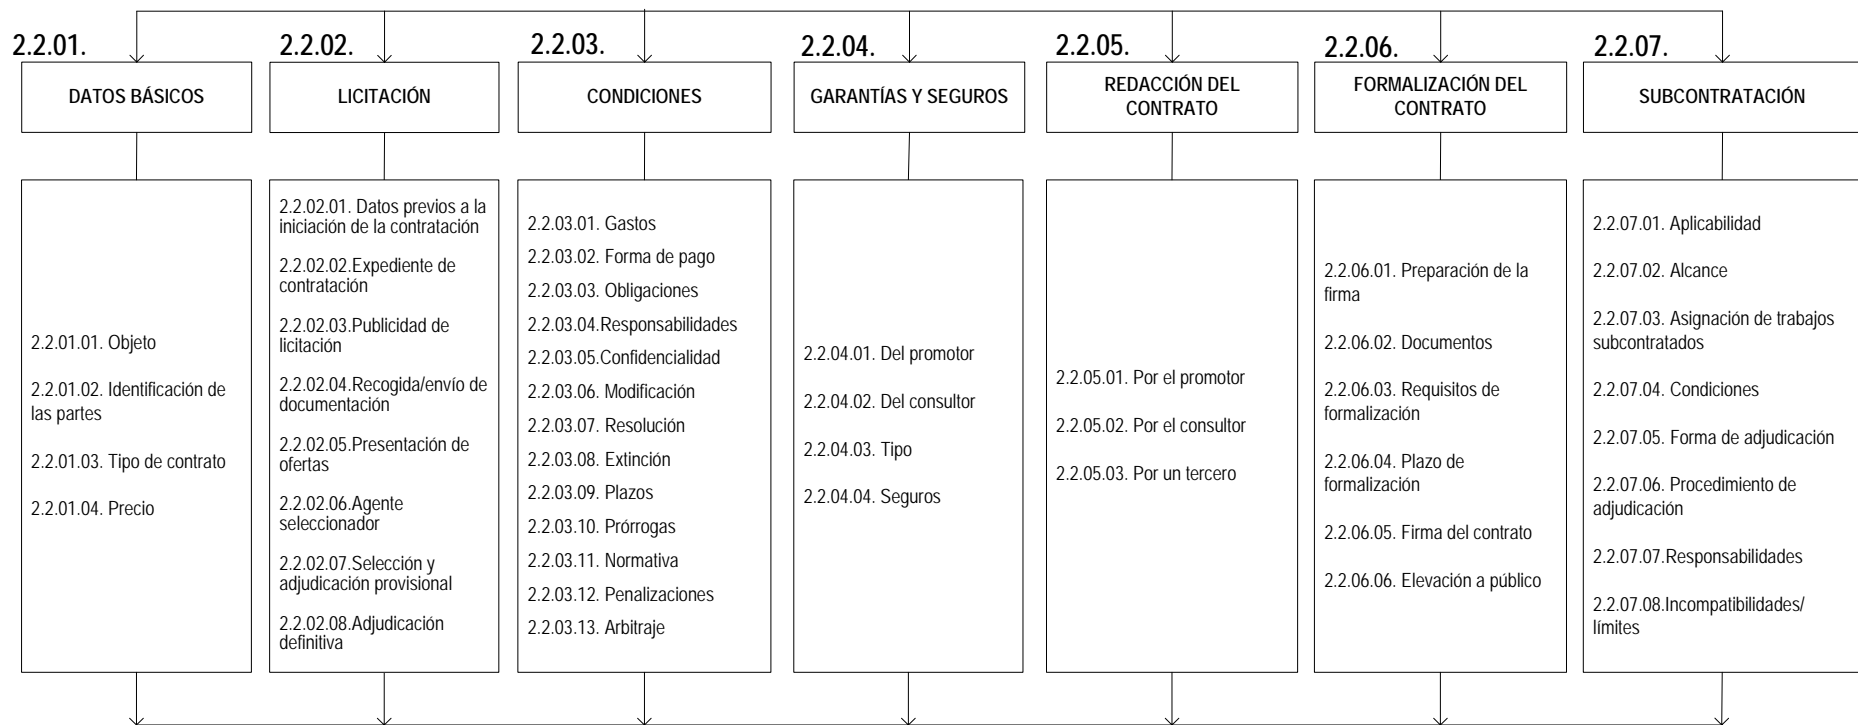 2.2.01.
DATOS BÁSICOS
2.2.01.01. Objeto
2.2.01.02. Identificación de
las partes
2.2.01.03. Tipo de contrato
2.2.01.04. Precio
2.2.02.
LICITACIÓN
2.2.02.01. Datos previos a la
iniciación de la contratación
2.2.02.02.Expediente de
contratación
2.2.02.03.Publicidad de
licitación
2.2.02.04.Recogida/envío de
documentación
2.2.02.05.Presentación de
ofertas
2.2.02.06.Agente
seleccionador
2.2.02.07.Selección y
adjudicación provisional
2.2.02.08.Adjudicación
definitiva
2.2.03.
CONDICIONES
2.2.03.01. Gastos
2.2.03.02. Forma de pago
2.2.03.03. Obligaciones
2.2.03.04.Responsabilidades
2.2.03.05.Confidencialidad
2.2.03.06. Modificación
2.2.03.07. Resolución
2.2.03.08. Extinción
2.2.03.09. Plazos
2.2.03.10. Prórrogas
2.2.03.11. Normativa
2.2.03.12. Penalizaciones
2.2.03.13. Arbitraje
2.2.04.
GARANTÍAS Y SEGUROS
2.2.04.01. Del promotor
2.2.04.02. Del consultor
2.2.04.03. Tipo
2.2.04.04. Seguros
2.2.05.
REDACCIÓN DEL
CONTRATO
2.2.05.01. Por el promotor
2.2.05.02. Por el consultor
2.2.05.03. Por un tercero
2.2.06.
FORMALIZACIÓN DEL
CONTRATO
2.2.06.01. Preparación de la
firma
2.2.06.02. Documentos
2.2.06.03. Requisitos de
formalización
2.2.06.04. Plazo de
formalización
2.2.06.05. Firma del contrato
2.2.06.06. Elevación a público
2.2.07.
SUBCONTRATACIÓN
2.2.07.01. Aplicabilidad
2.2.07.02. Alcance
2.2.07.03. Asignación de trabajos
subcontratados
2.2.07.04. Condiciones
2.2.07.05. Forma de adjudicación
2.2.07.06. Procedimiento de
adjudicación
2.2.07.07.Responsabilidades
2.2.07.08.Incompatibilidades/
límites